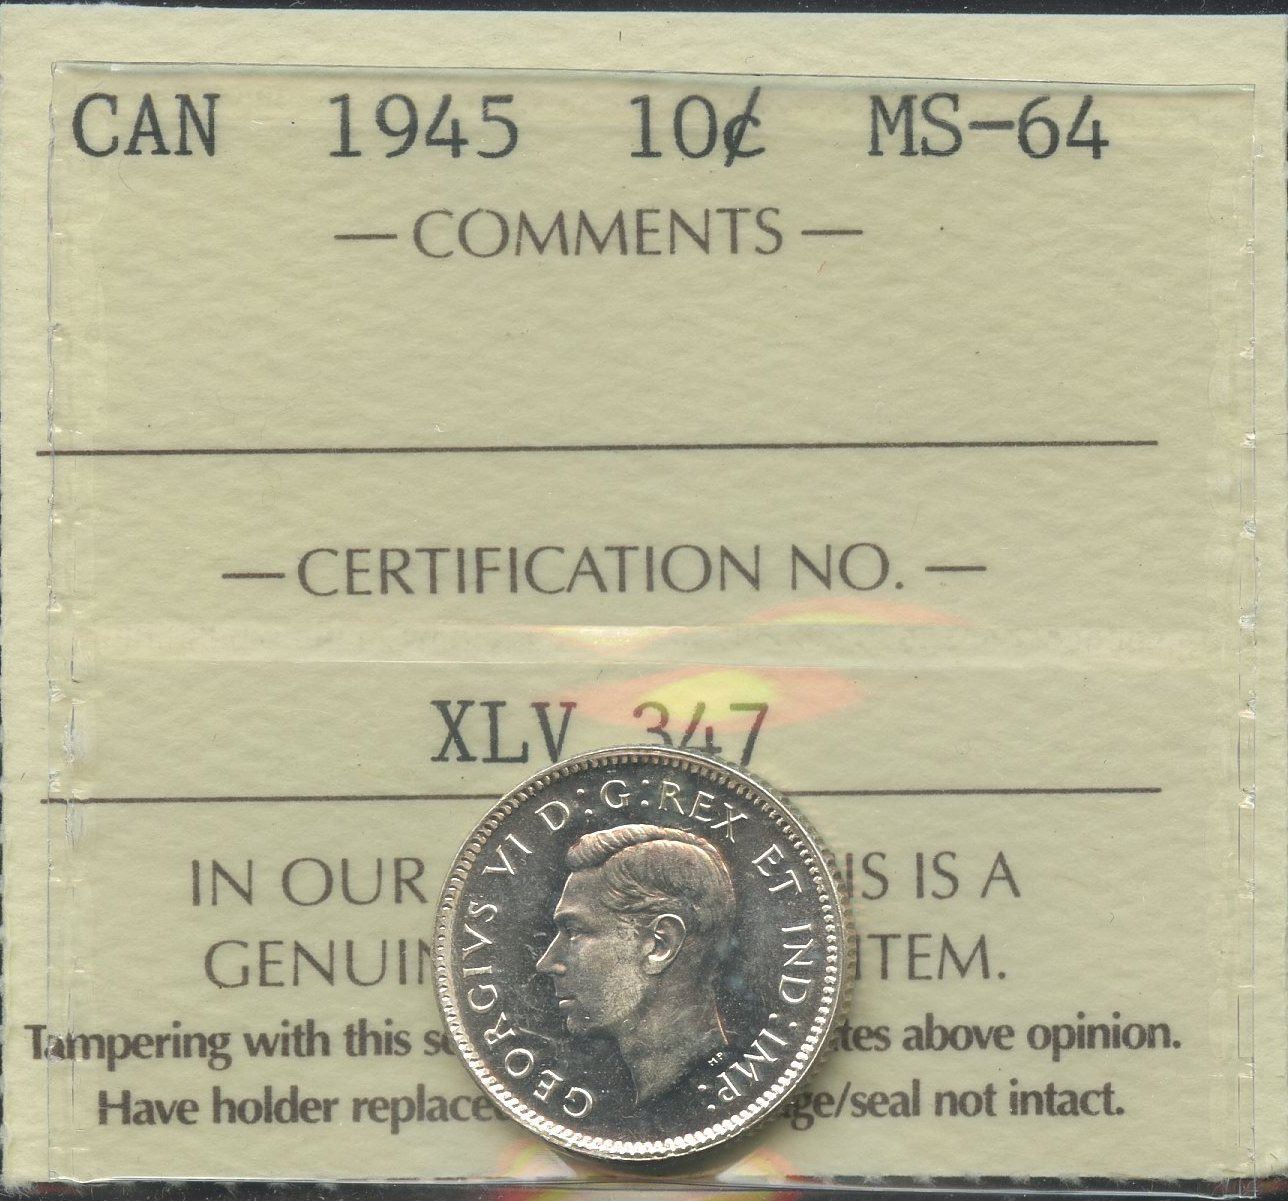 CAN 1945 10¢ MS-64
— COMMENTS —
— CERTIFICATION NO. —
XLV 347
IN OUR IS IS A
GENUIN ITEM.
Tampering with this se tes above opinion.
Have holder replace ge/seal not intact.
GEORGIVS VI D:G:REX ET IND:IMP:
HP